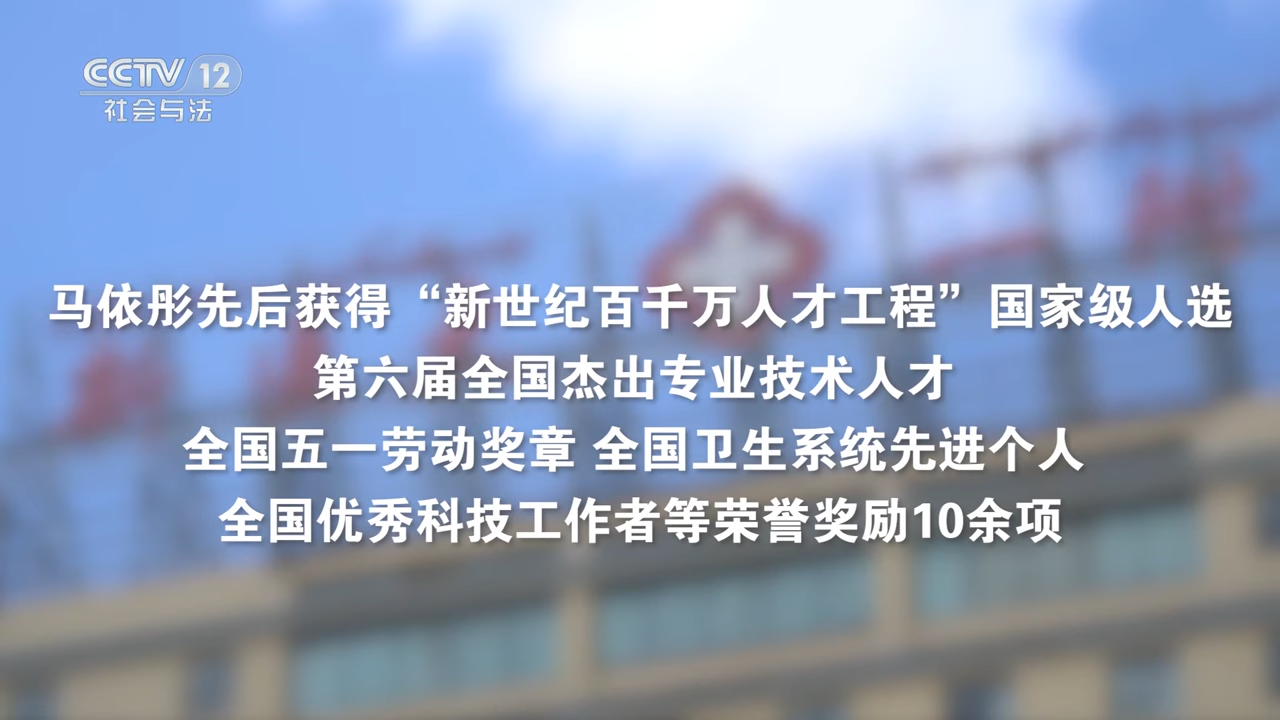 CCTV 12
社会与法
马依彤先后获得“新世纪百千万人才工程”国家级人选
第六届全国杰出专业技术人才
全国五一劳动奖章 全国卫生系统先进个人
全国优秀科技工作者等荣誉奖励10余项